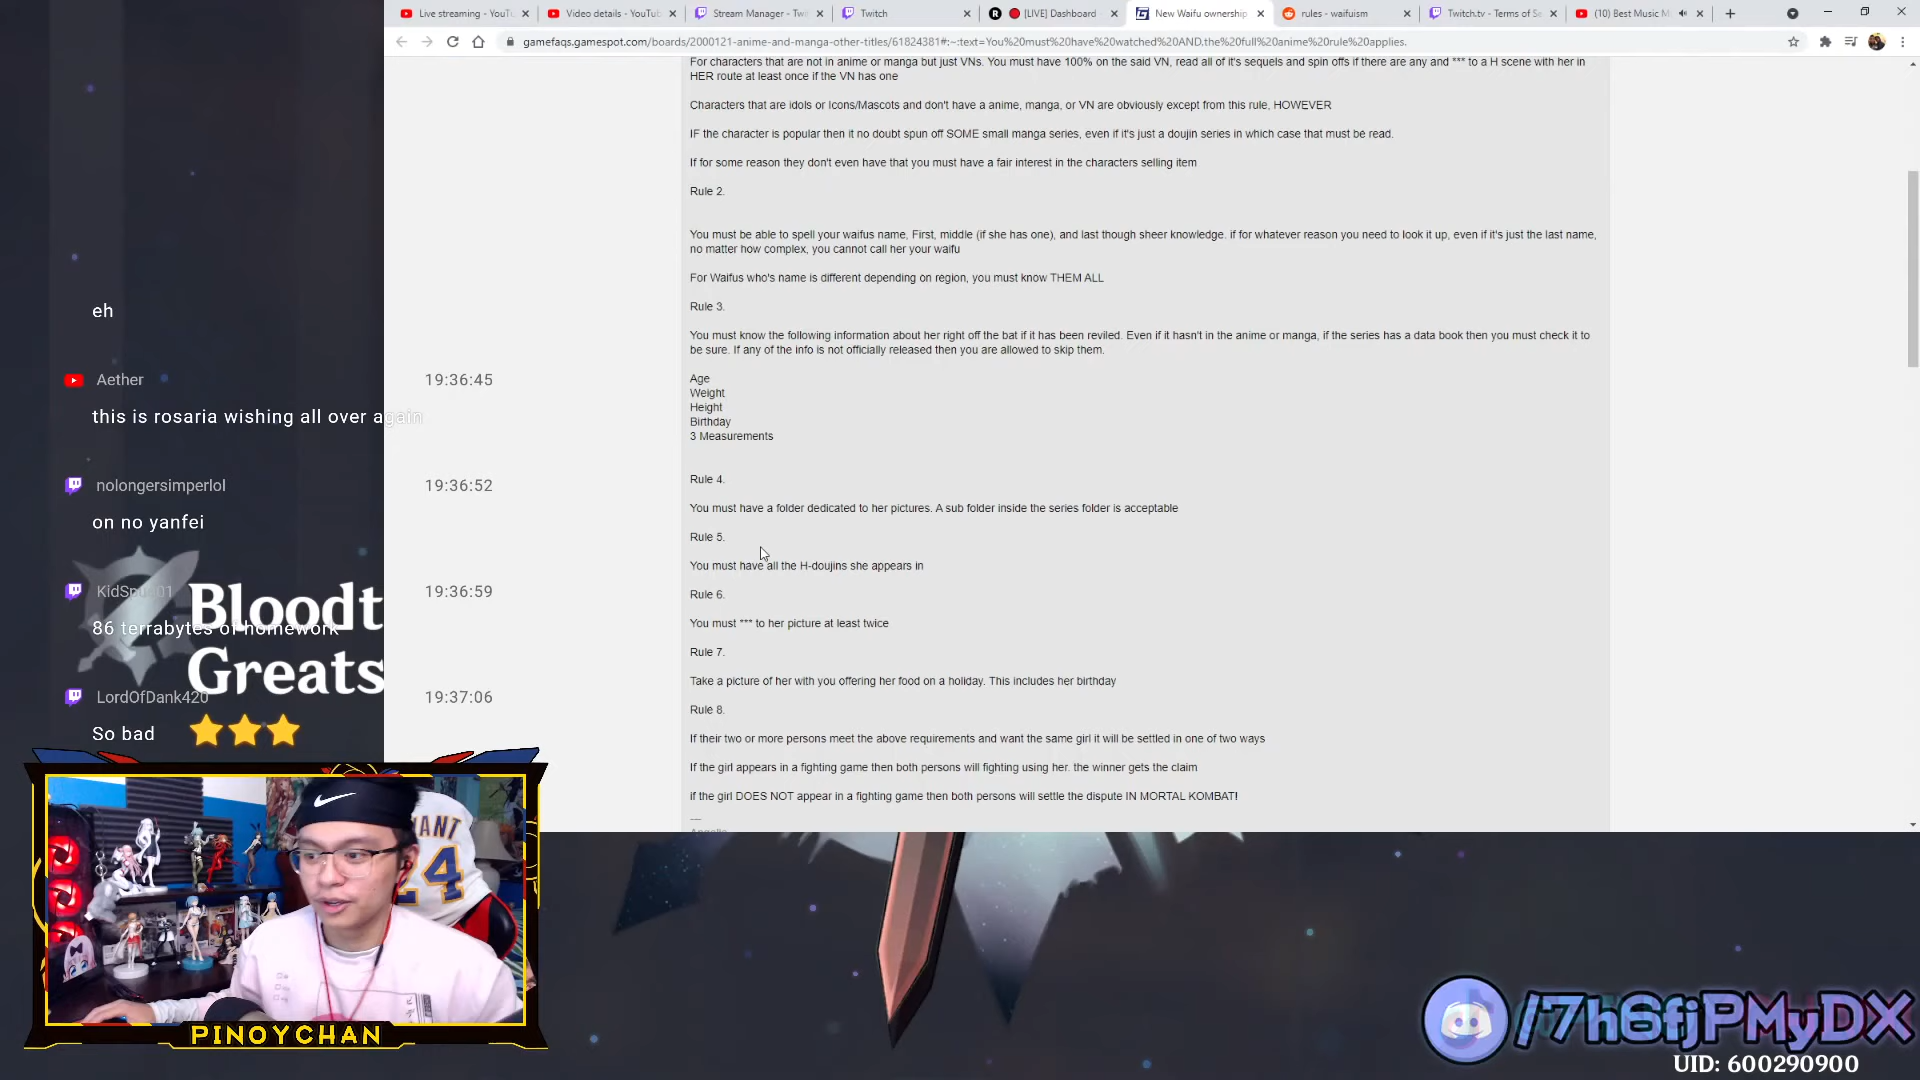 Live streaming - YouTu
Video details - YouTub
Stream Manager - Twi
Twitch
[LIVE] Dashboard
New Waifu ownership
rules - waifuism
Twitch.tv - Terms of Se
(10) Best Music M
gamefaqs.gamespot.com/boards/2000121-anime-and-manga-other-titles/61824381#:~:text=You%20must%20have%20watched%20AND,the%20full%20anime%20rule%20applies.
For characters that are not in anime or manga but just VNs. You must have 100% on the said VN, read all of it's sequels and spin offs if there are any and *** to a H scene with her in
HER route at least once if the VN has one
Characters that are idols or Icons/Mascots and don't have a anime, manga, or VN are obviously except from this rule, HOWEVER
IF the character is popular then it no doubt spun off SOME small manga series, even if it's just a doujin series in which case that must be read.
If for some reason they don't even have that you must have a fair interest in the characters selling item
Rule 2.
You must be able to spell your waifus name, First, middle (if she has one), and last though sheer knowledge. if for whatever reason you need to look it up, even if it's just the last name,
no matter how complex, you cannot call her your waifu
For Waifus who's name is different depending on region, you must know THEM ALL
Rule 3.
You must know the following information about her right off the bat if it has been reviled. Even if it hasn't in the anime or manga, if the series has a data book then you must check it to
be sure. If any of the info is not officially released then you are allowed to skip them.
Age
Weight
Height
Birthday
3 Measurements
Rule 4.
You must have a folder dedicated to her pictures. A sub folder inside the series folder is acceptable
Rule 5.
You must have all the H-doujins she appears in
Rule 6.
You must *** to her picture at least twice
Rule 7.
Take a picture of her with you offering her food on a holiday. This includes her birthday
Rule 8.
If their two or more persons meet the above requirements and want the same girl it will be settled in one of two ways
If the girl appears in a fighting game then both persons will fighting using her. the winner gets the claim
if the girl DOES NOT appear in a fighting game then both persons will settle the dispute IN MORTAL KOMBAT!
---
eh
Aether 19:36:45
this is rosaria wishing all over again
nolongersimperlol 19:36:52
on no yanfei
19:36:59
86 terrabytes of homework
LordOfDank420 19:37:06
So bad
Bloodt
Greats
ANT
24
PINOYCHAN
/7h6fjPMyDX
UID: 600290900